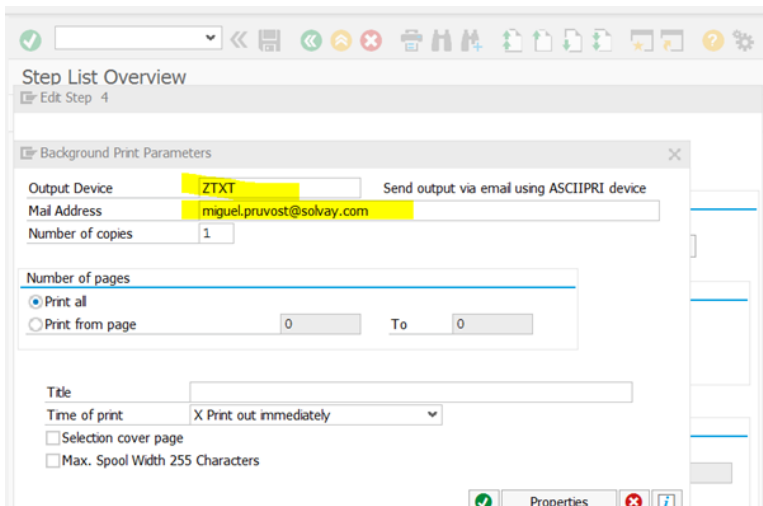 Step List Overview
Edit Step 4
Background Print Parameters
Output Device ZTXT Send output via email using ASCIIPRI device
Mail Address miguel.pruvost@solvay.com
Number of copies 1
Number of pages
Print all
Print from page 0 To 0
Title
Time of print X Print out immediately
Selection cover page
Max. Spool Width 255 Characters
Properties